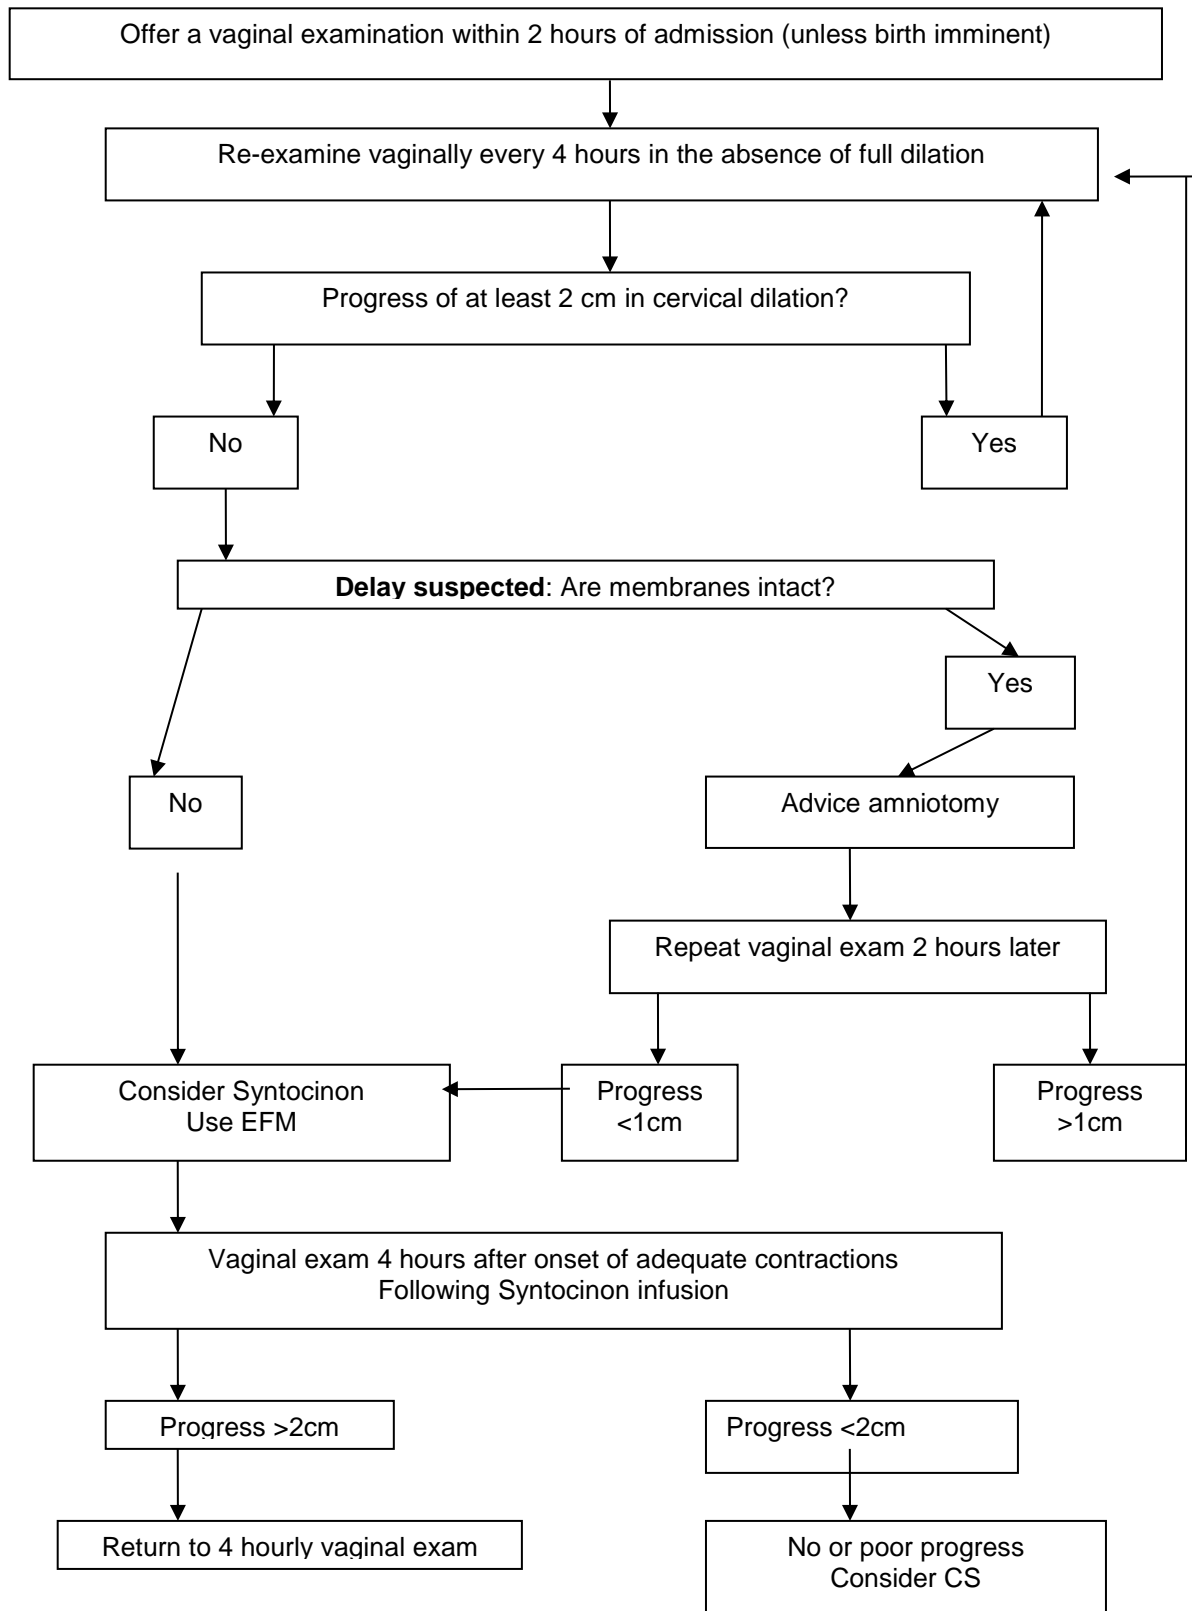 Offer a vaginal examination within 2 hours of admission (unless birth imminent)
Re-examine vaginally every 4 hours in the absence of full dilation
Progress of at least 2 cm in cervical dilation?
No
Yes
Delay suspected: Are membranes intact?
Yes
No
Advice amniotomy
Repeat vaginal exam 2 hours later
Consider Syntocinon
Use EFM
Progress
<1cm
Progress
>1cm
Vaginal exam 4 hours after onset of adequate contractions
Following Syntocinon infusion
Progress >2cm
Progress <2cm
Return to 4 hourly vaginal exam
No or poor progress
Consider CS